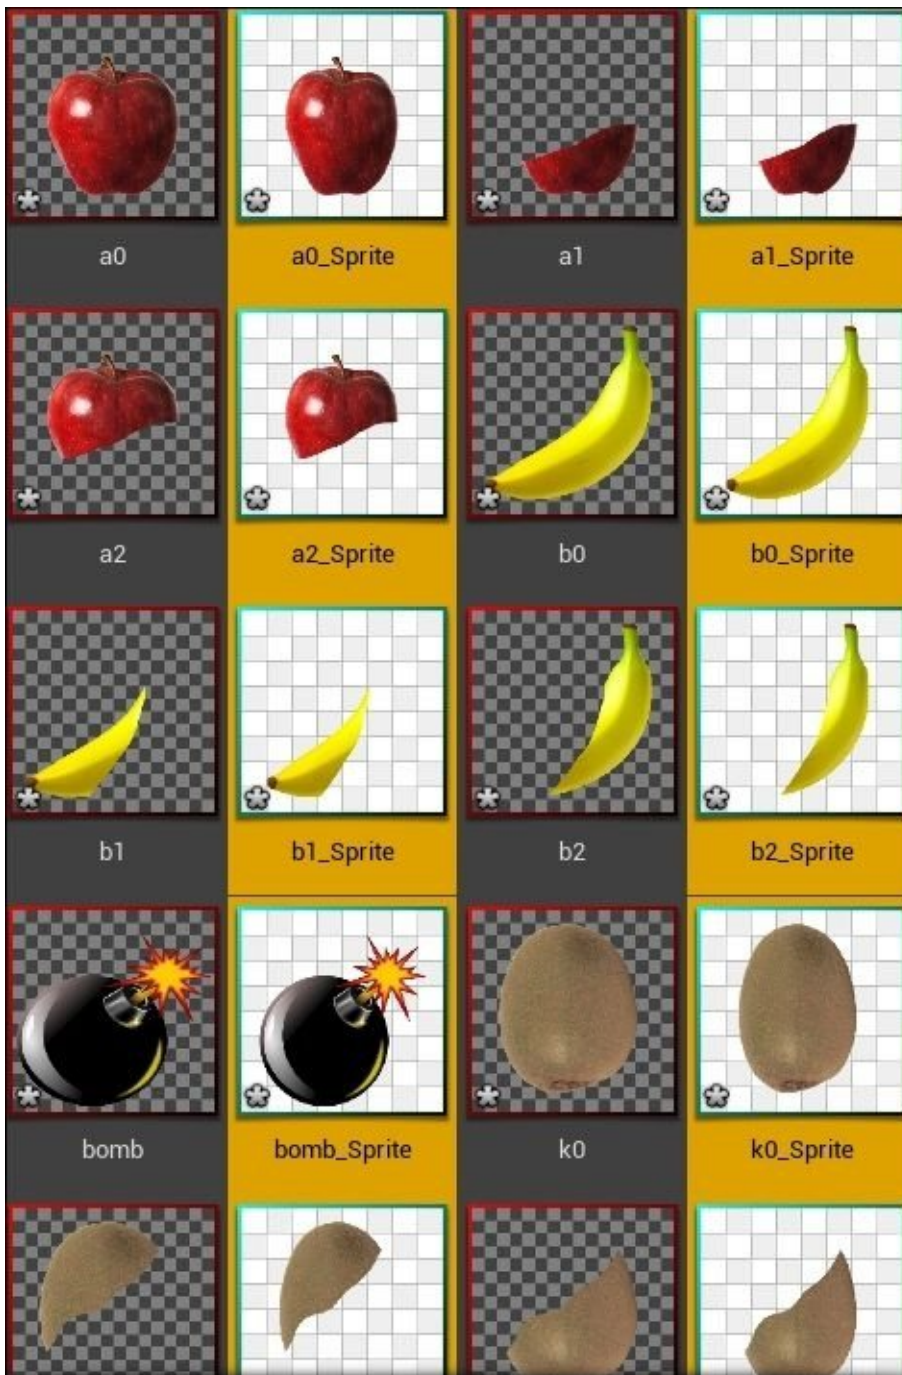 a0
a0_Sprite
a1
a1_Sprite
a2
a2_Sprite
b0
b0_Sprite
b1
b1_Sprite
b2
b2_Sprite
bomb
bomb_Sprite
k0
k0_Sprite